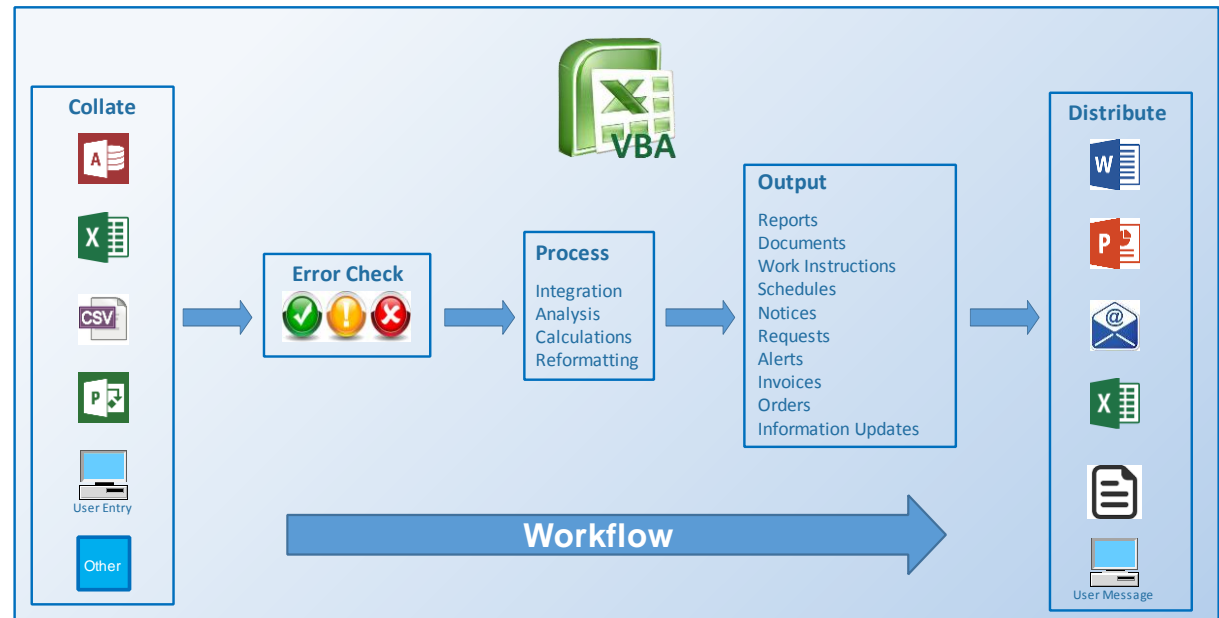 VBA
Collate
A
X
CSV
P
User Entry
Other
Error Check
Process
Integration
Analysis
Calculations
Reformatting
Output
Reports
Documents
Work Instructions
Schedules
Notices
Requests
Alerts
Invoices
Orders
Information Updates
Distribute
W
P
@
X
User Message
Workflow